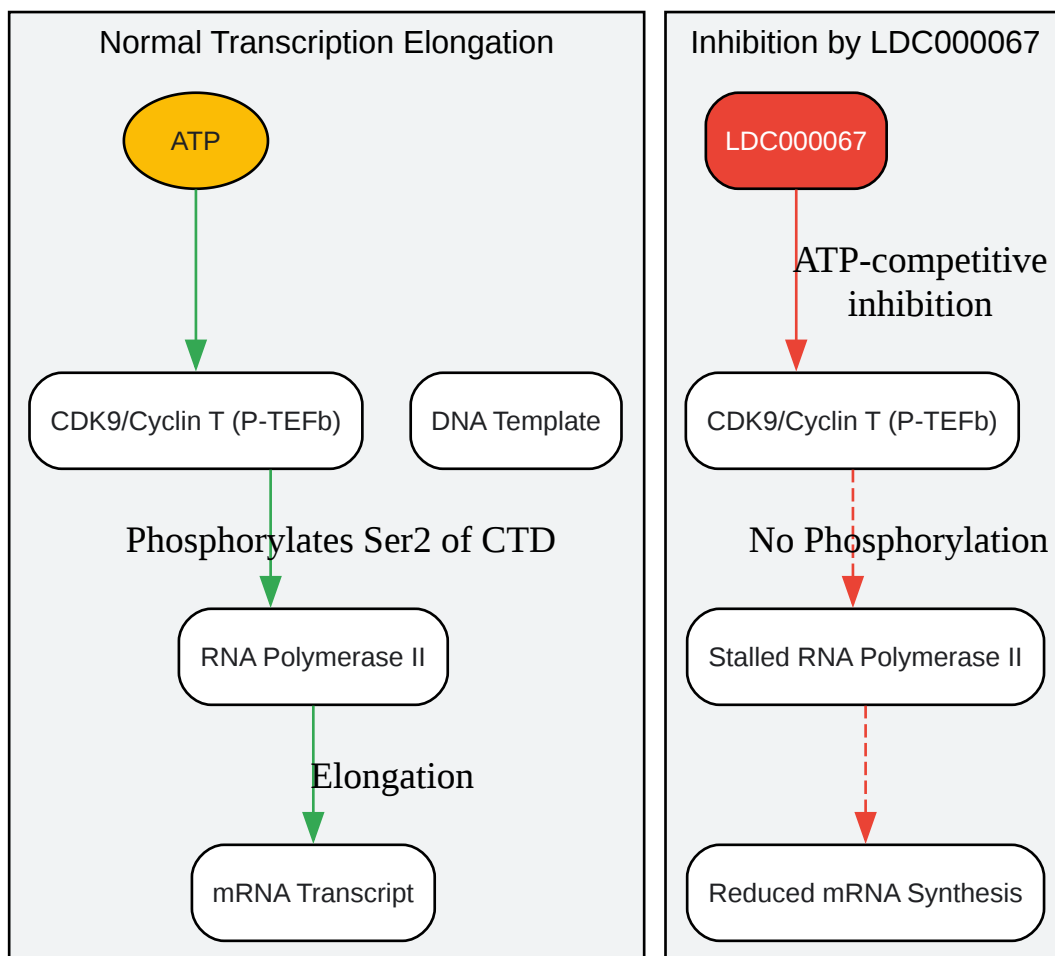 Normal Transcription Elongation
ATP
CDK9/Cyclin T (P-TEFb)
DNA Template
Phosphorylates Ser2 of CTD
RNA Polymerase II
Elongation
mRNA Transcript
Inhibition by LDC000067
LDC000067
ATP-competitive
inhibition
CDK9/Cyclin T (P-TEFb)
No Phosphorylation
Stalled RNA Polymerase II
Reduced mRNA Synthesis